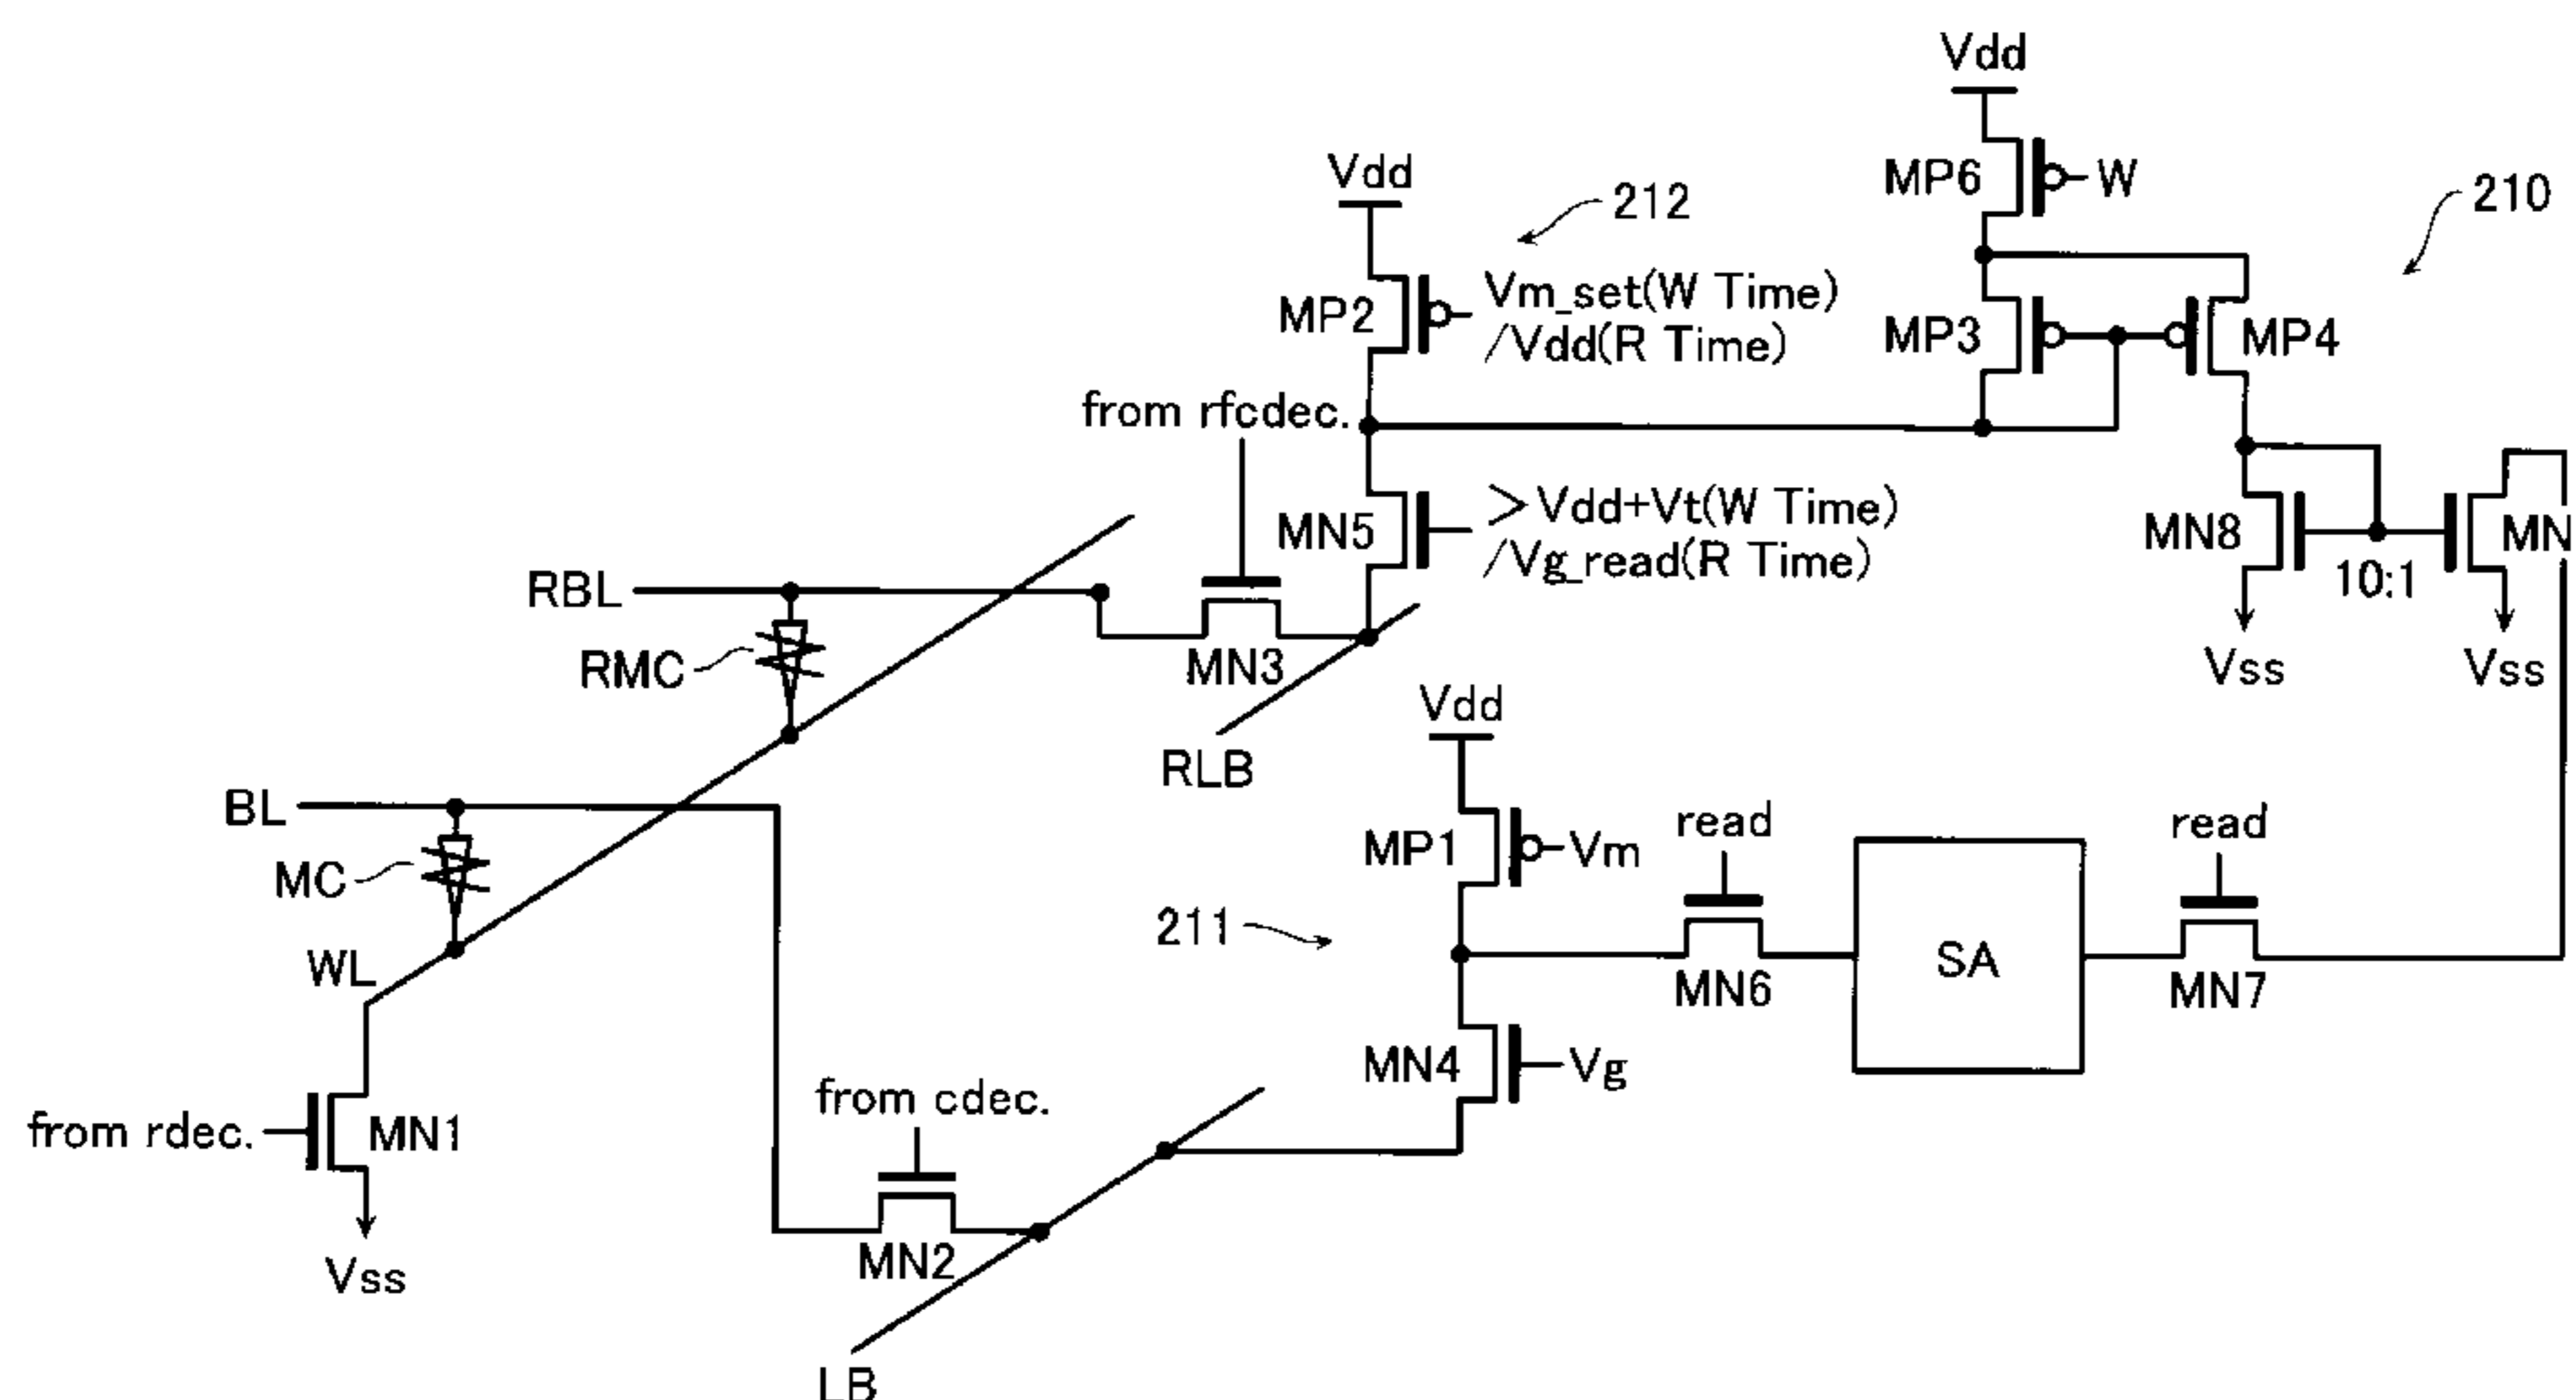 Vdd
MP6
W
210
Vdd
212
MP2
Vm_set(W Time)
/Vdd(R Time)
MP3
MP4
from rfcdec.
MN5
>Vdd+Vt(W Time)
/Vg_read(R Time)
MN8
10:1
MN
RBL
RMC
MN3
Vss
Vss
RLB
Vdd
BL
MC
MP1
Vm
read
read
211
SA
MN6
MN7
WL
MN4
Vg
from cdec.
from rdec.
MN1
MN2
Vss
LB